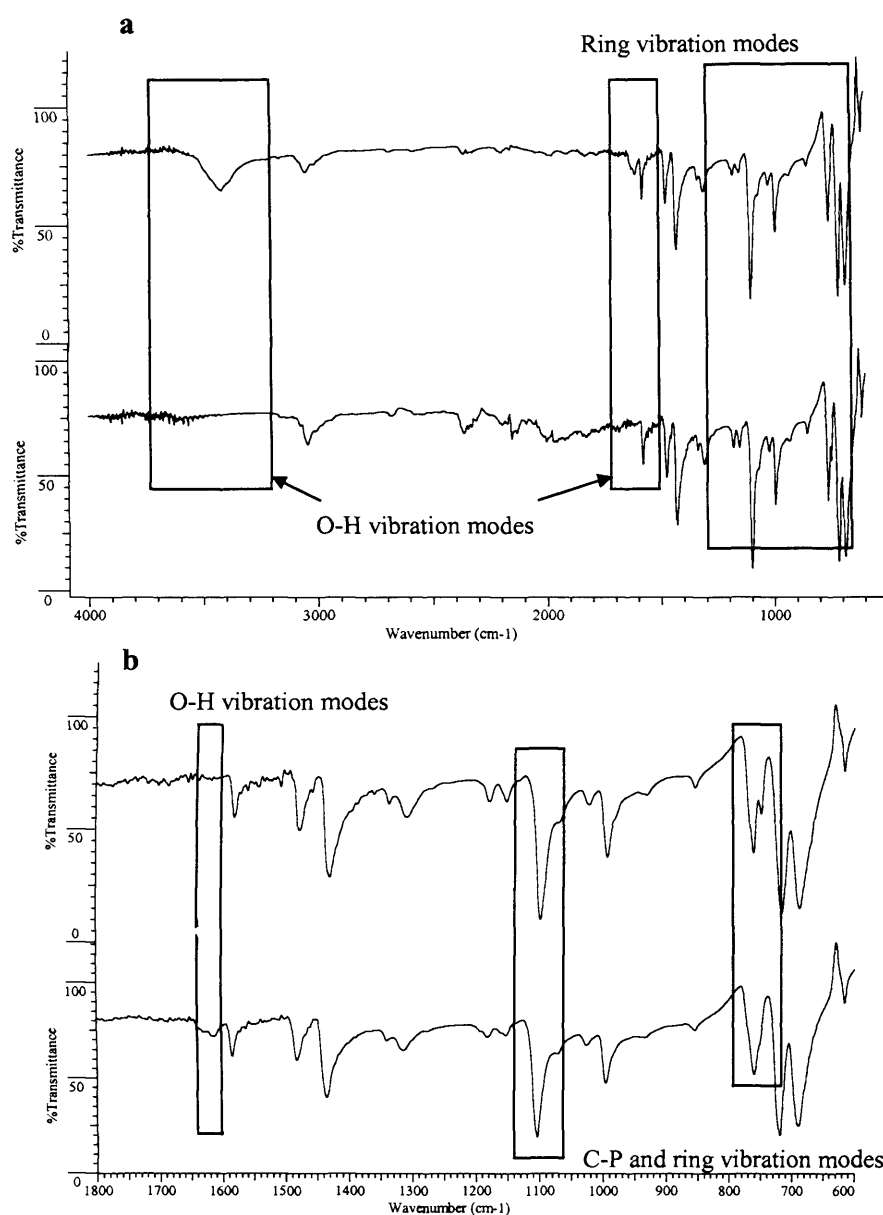 a
Ring vibration modes
100
%Transmittance
50
0
100
%Transmittance
50
O-H vibration modes
0
4000 3000 2000 1000
Wavenumber (cm-1)
b
O-H vibration modes
100
%Transmittance
50
0
100
%Transmittance
50
C-P and ring vibration modes
0
1800 1700 1600 1500 1400 1300 1200 1100 1000 900 800 700 600
Wavenumber (cm-1)